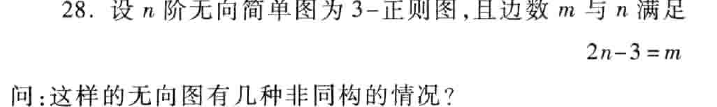 28. 设 n 阶无向简单图为 3-正则图,且边数 m 与 n 满足
2n-3=m
问:这样的无向图有几种非同构的情况?